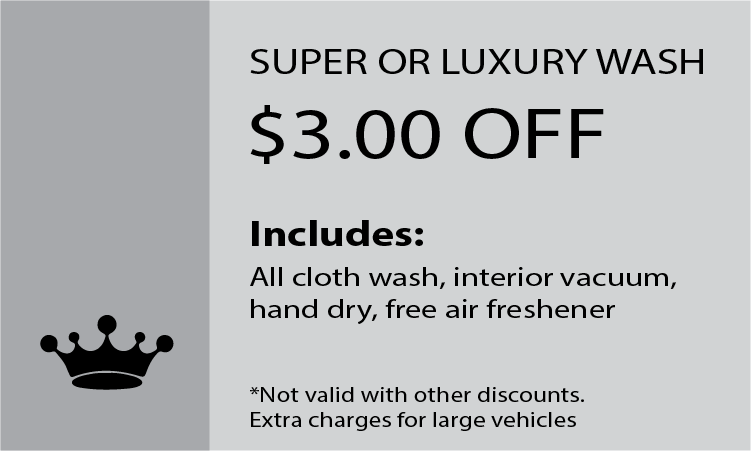 SUPER OR LUXURY WASH
$3.00 OFF
Includes:
All cloth wash, interior vacuum,
hand dry, free air freshener
*Not valid with other discounts.
Extra charges for large vehicles